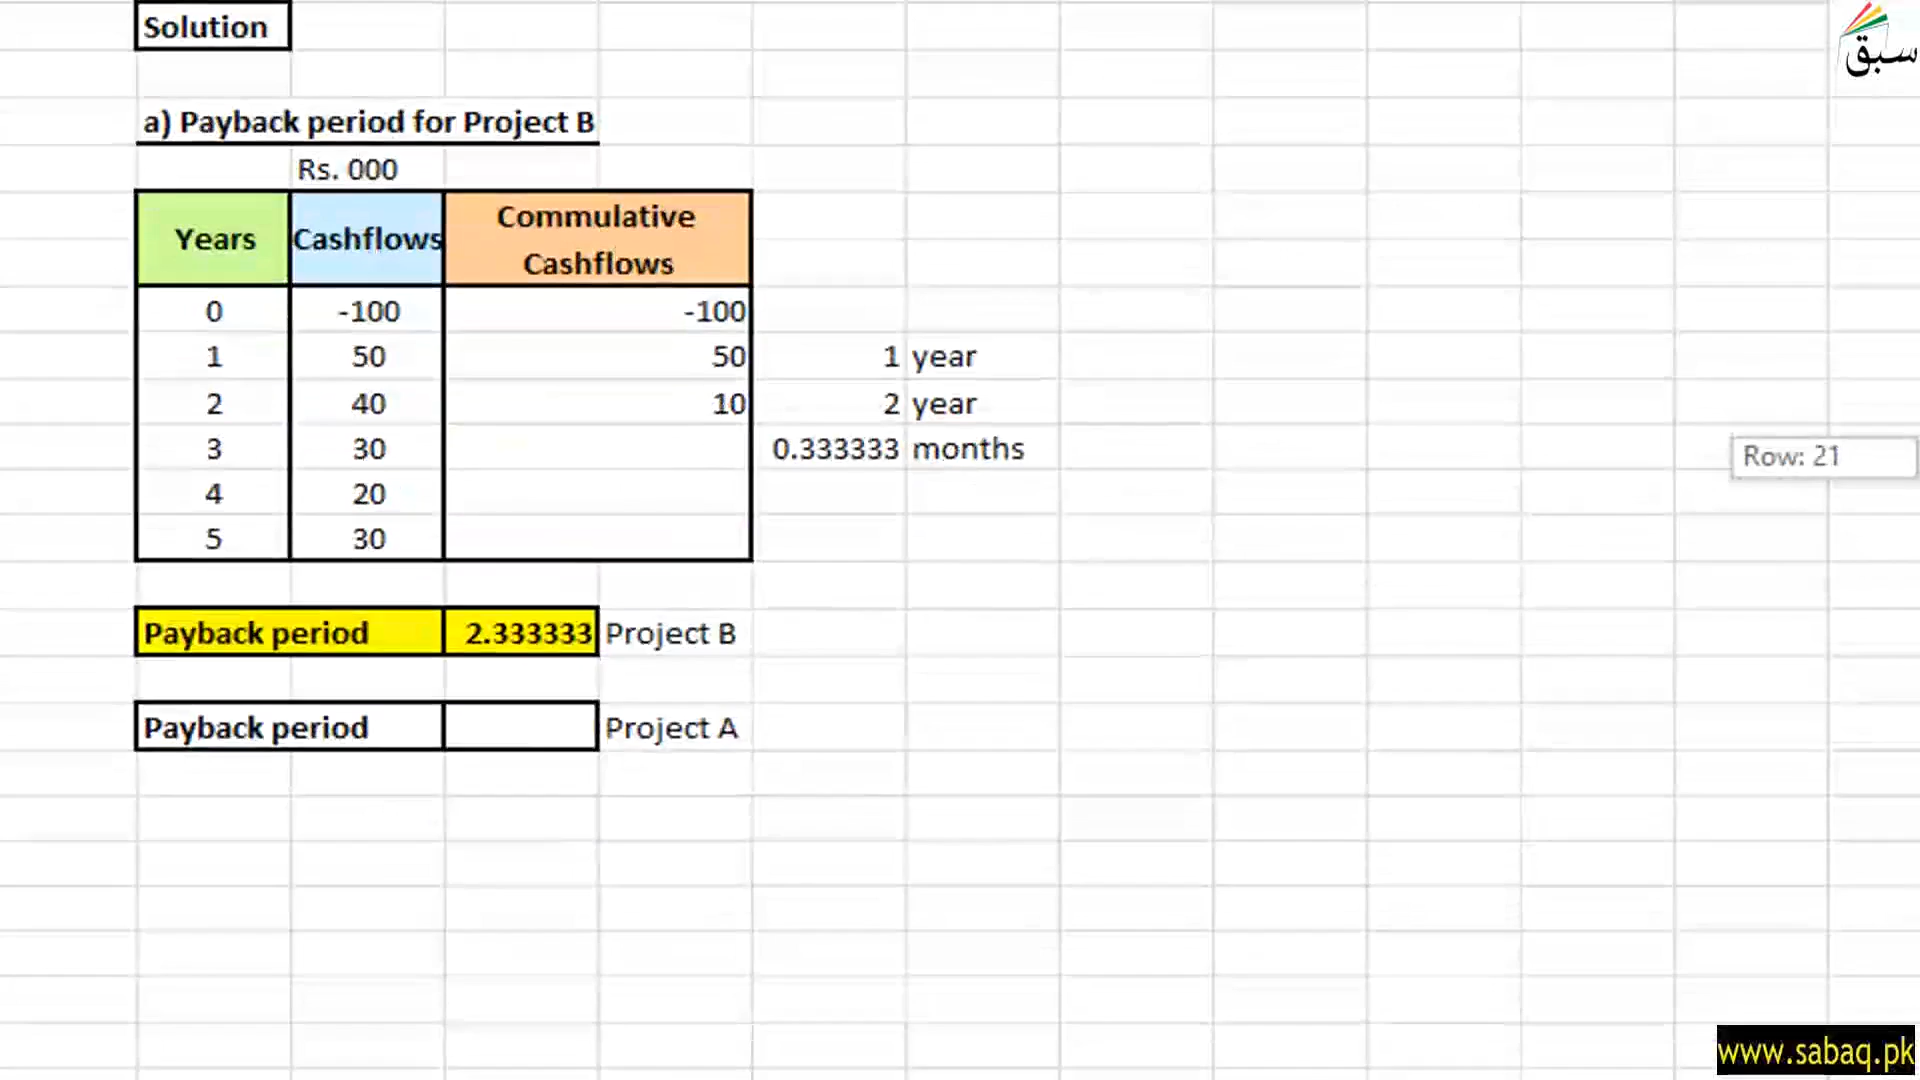 Solution
سبق
a) Payback period for Project B
Rs. 000
Years Cashflows Commulative Cashflows
0 -100 -100
1 50 50 1 year
2 40 10 2 year
3 30 0.333333 months
Row: 21
4 20
5 30
Payback period 2.333333 Project B
Payback period Project A
www.sabaq.pk